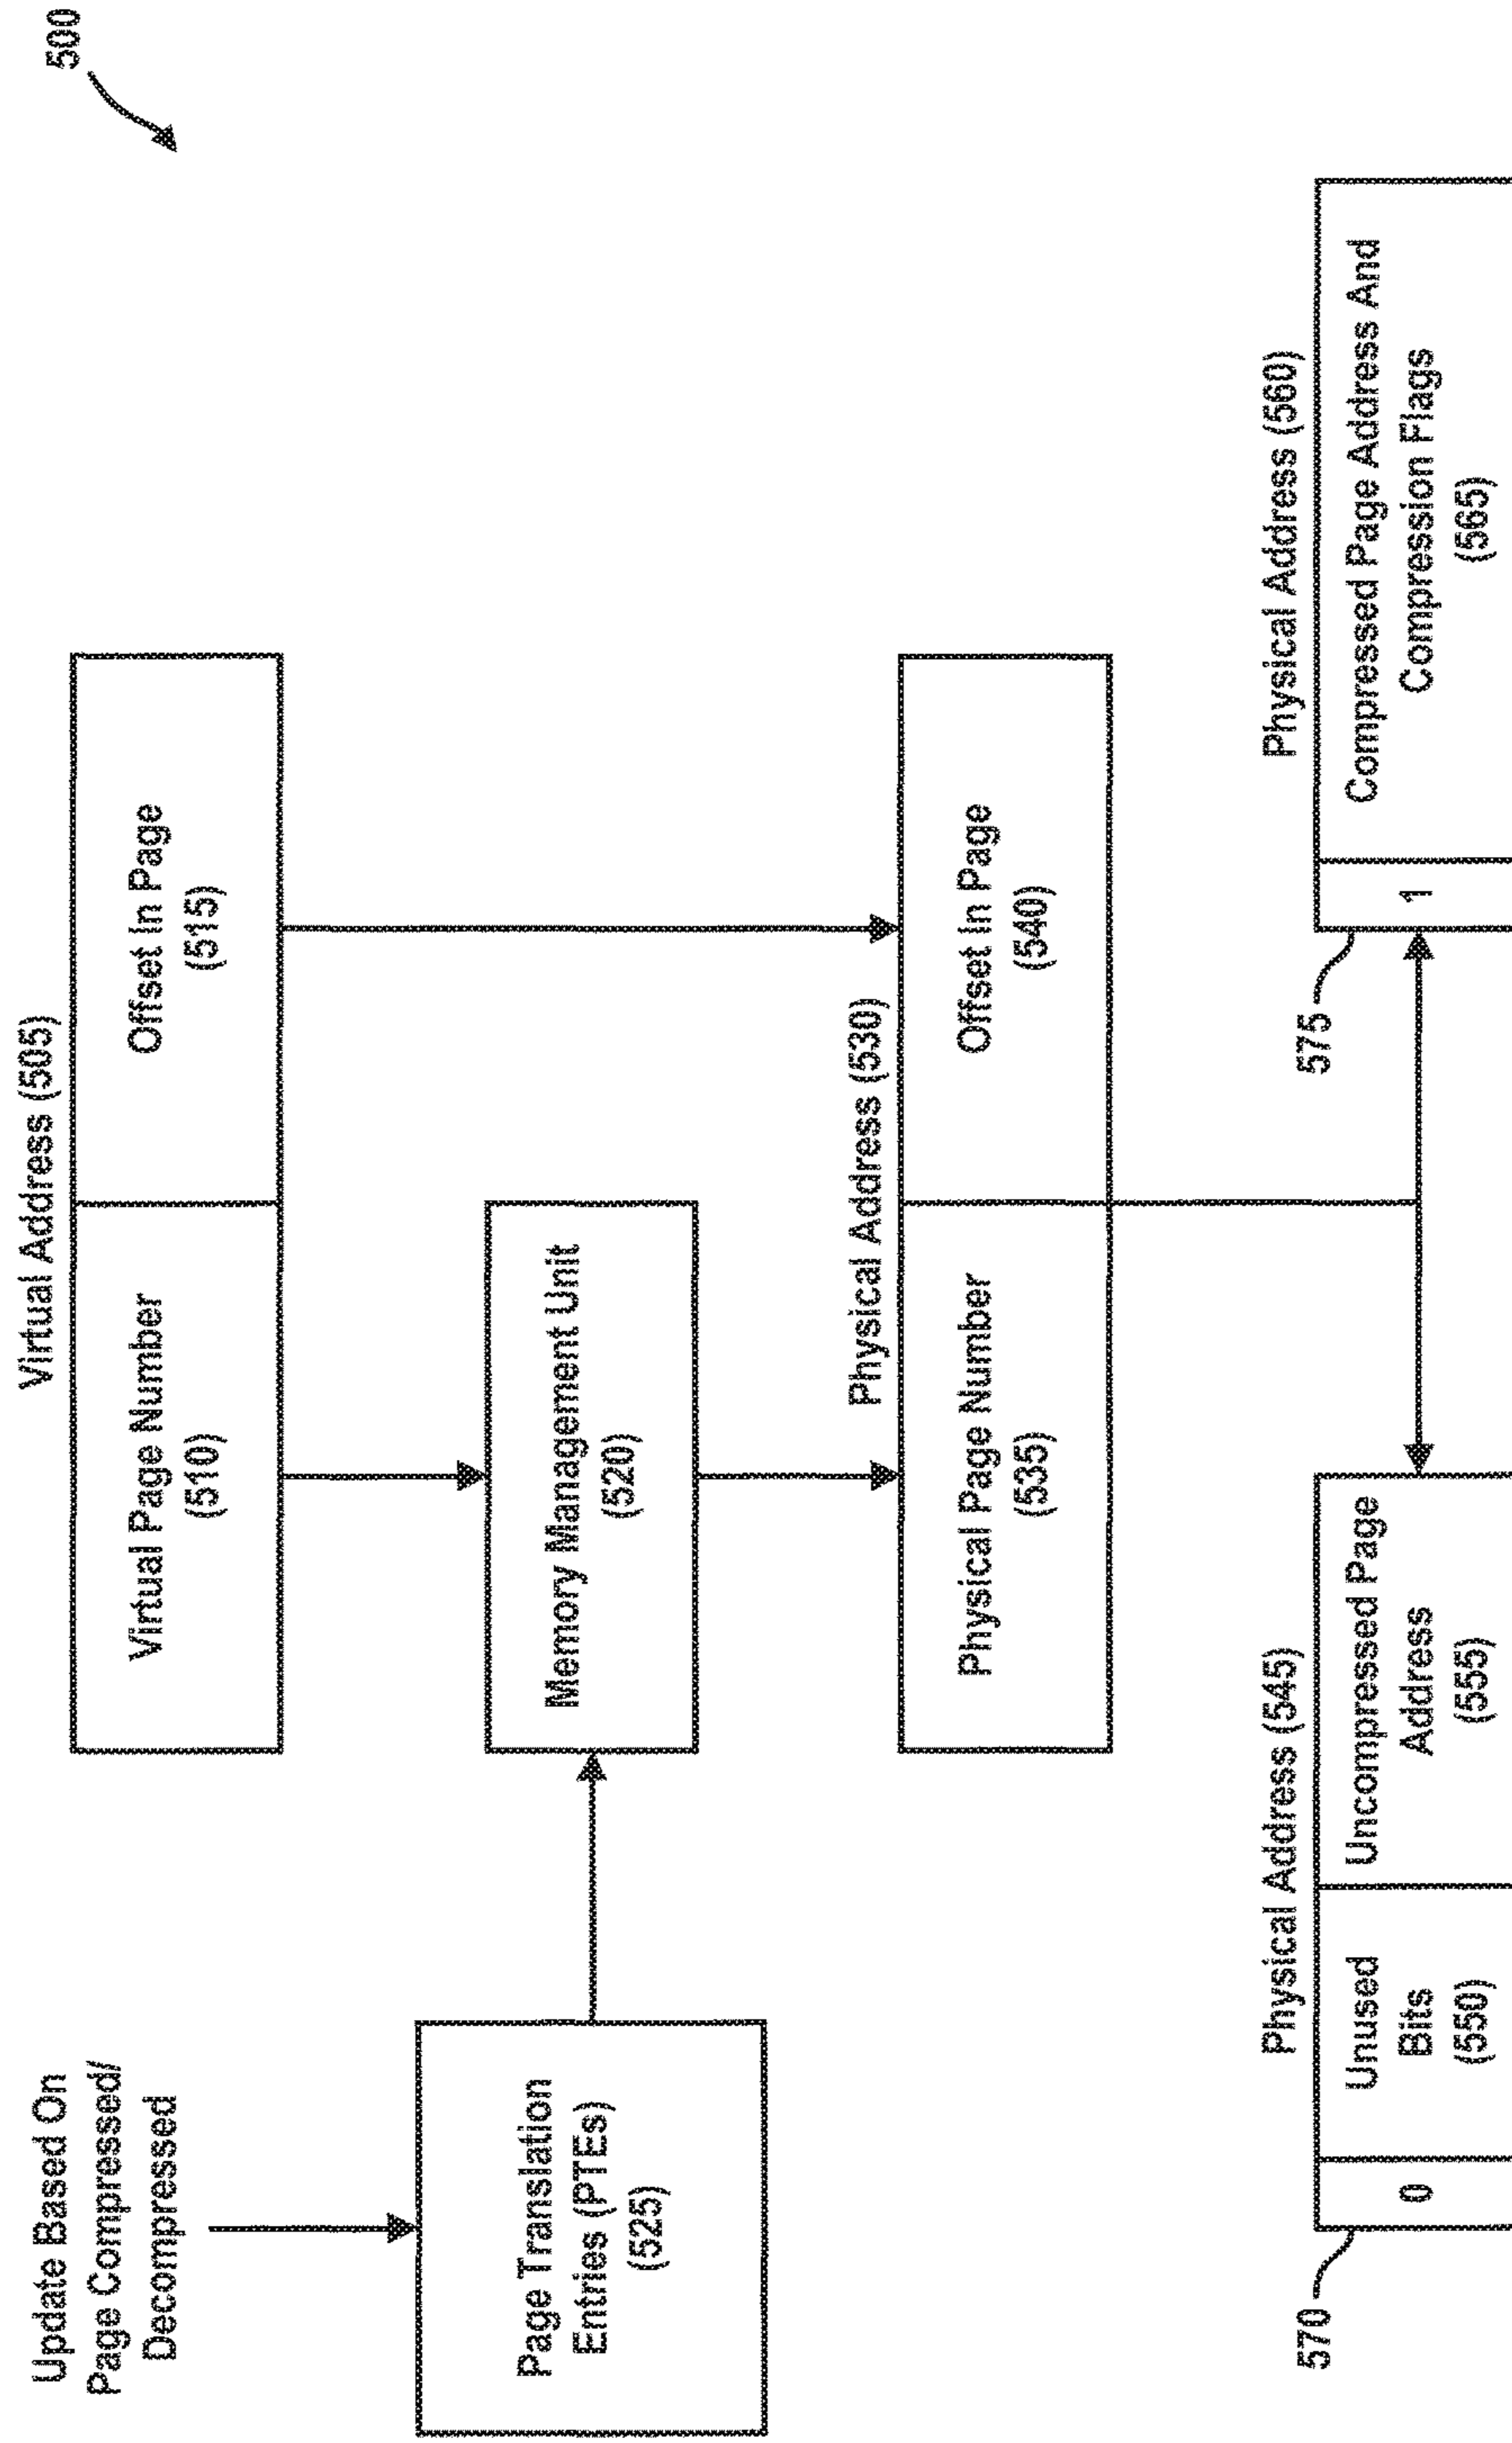 500
Virtual Address (505)
Update Based On
Page Compressed/
Decompressed
Virtual Page Number
(510)
Offset In Page
(515)
Page Translation
Entries (PTEs)
(525)
Memory Management Unit
(520)
Physical Address (530)
Physical Page Number
(535)
Offset In Page
(540)
Physical Address (545)
Physical Address (560)
570
0
Unused
Bits
(550)
Uncompressed Page
Address
(555)
575
1
Compressed Page Address And
Compression Flags
(565)